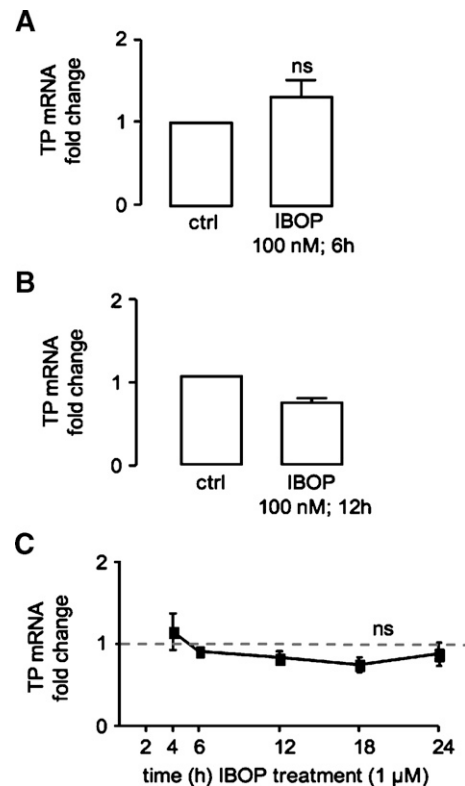 A
TP mRNA
fold change
2
1
0
ns
ctrl
IBOP
100 nM; 6h
B
TP mRNA
fold change
2
1
0
ctrl
IBOP
100 nM; 12h
C
TP mRNA
fold change
2
1
0
ns
2 4 6 12 18 24
time (h) IBOP treatment (1 µM)